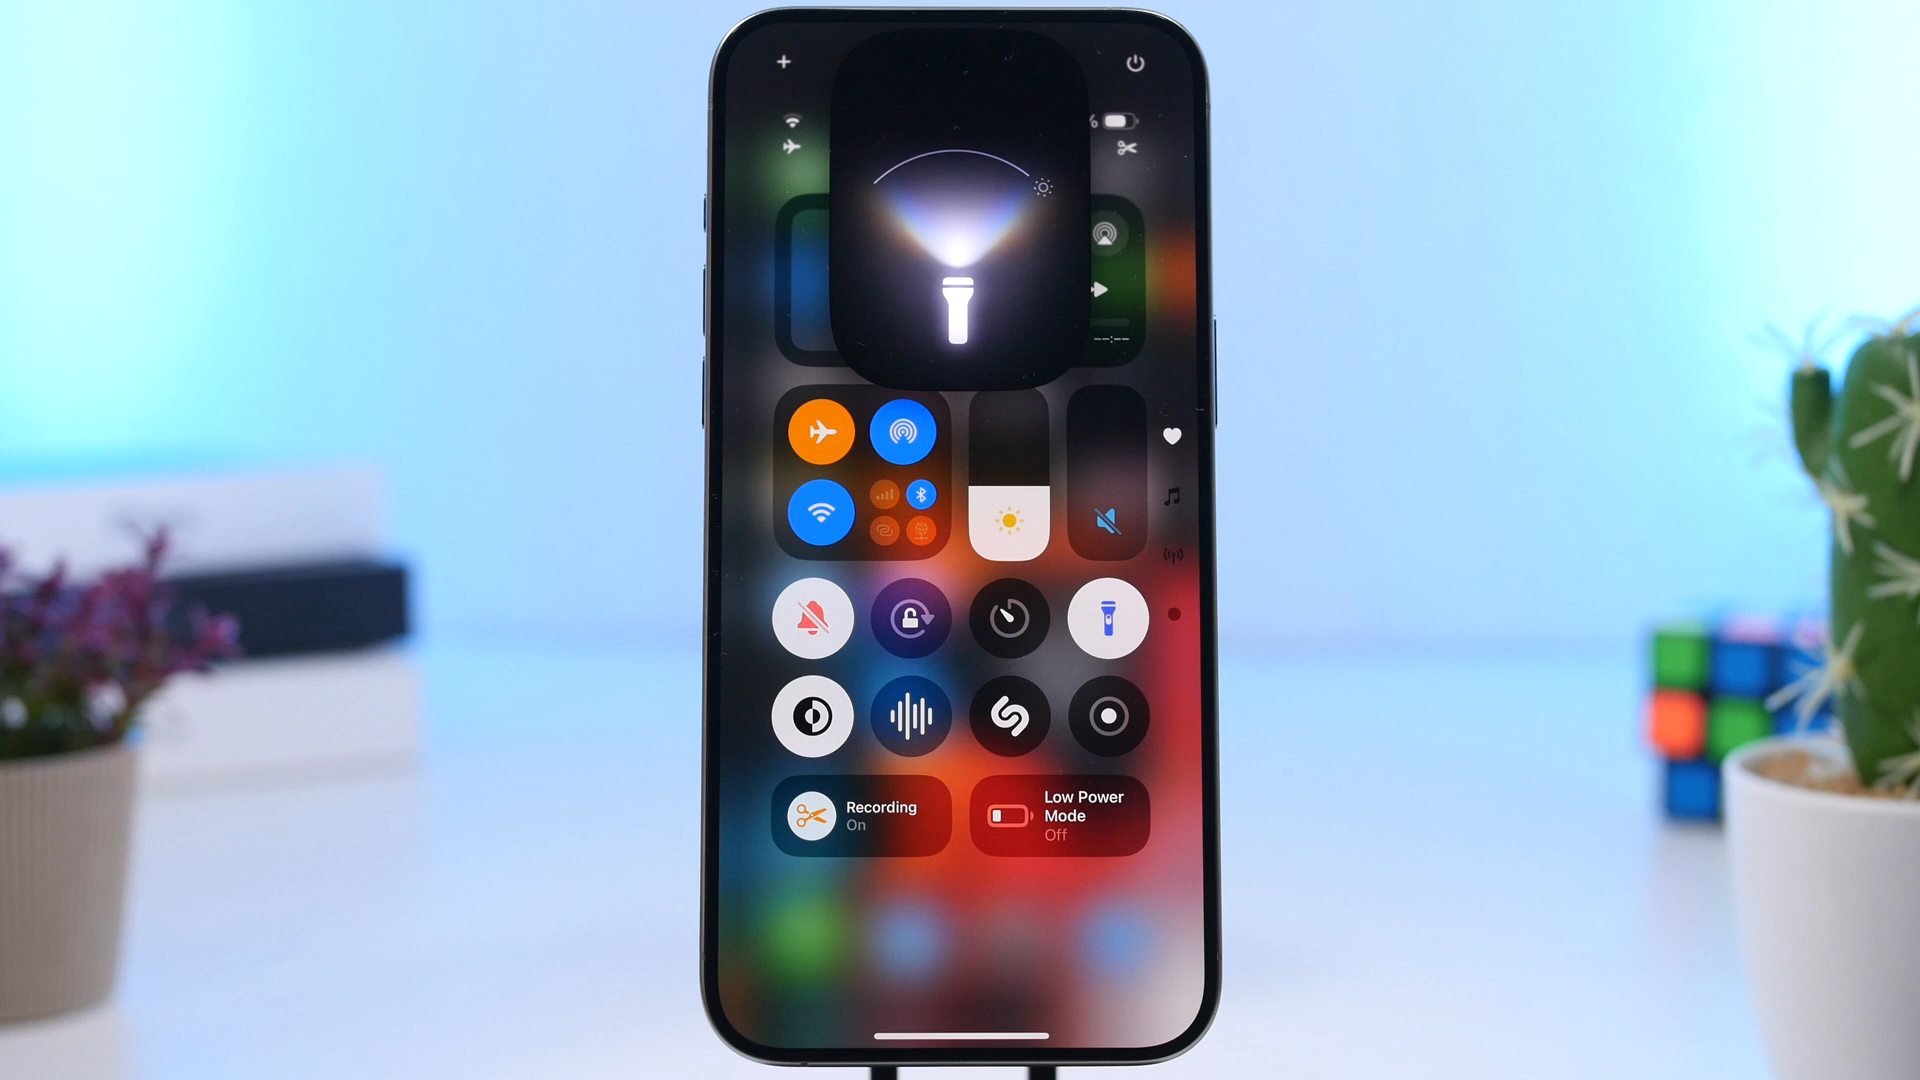 --:--
Recording
On
Low Power
Mode
Off